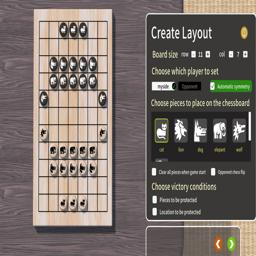 Create Layout
Board size row - 11 + col - 7 +
Choose which player to set
myside Opponent Automatic symmetry
Choose pieces to place on the chessboard
cat lion dog elepant wolf
Clear all pieces when game start Opponent chess flip
Choose victory conditions
Pieces to be protected
Location to be protected